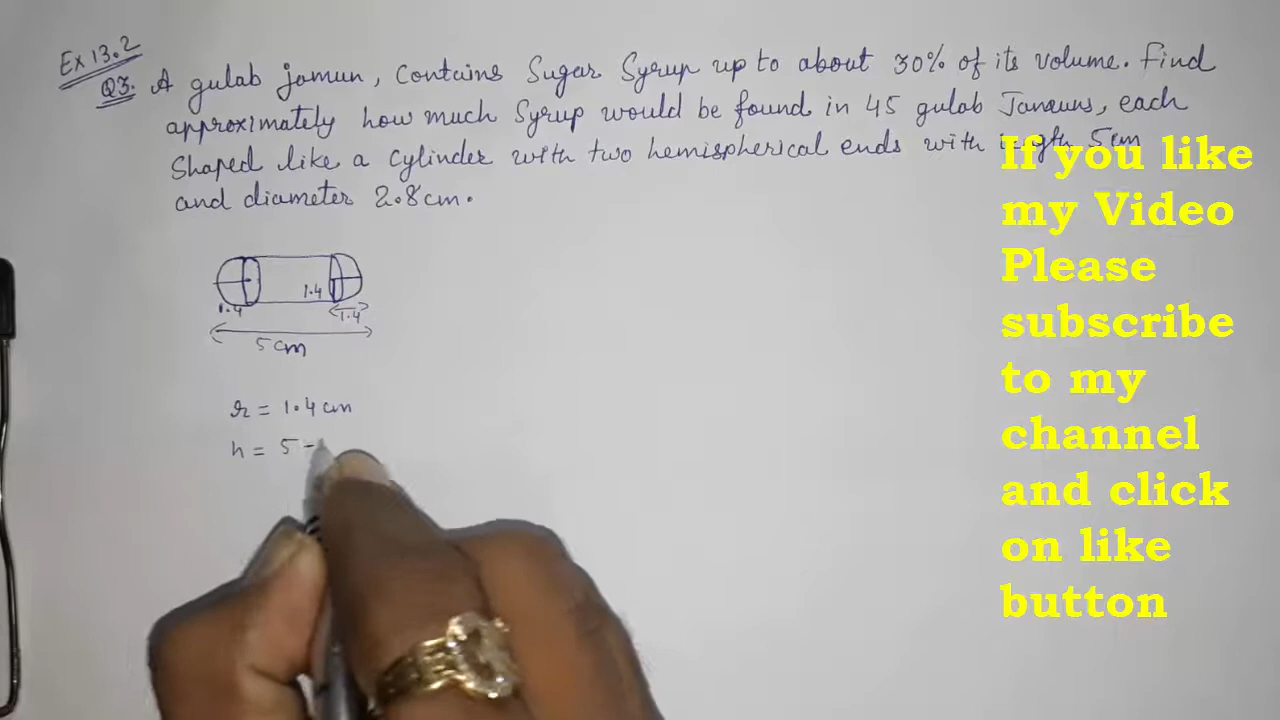 Ex 13.2
Q3. A gulab jamun, Contains Sugar Syrup up to about 30% of its volume. Find
approximately how much Syrup would be found in 45 gulab Jamuns, each
Shaped like a Cylinder with two hemispherical ends with length 5cm
and diameter 2.8cm.
1.4
1.4
1.4
5 cm
r = 1.4 cm
h = 5 -
If you like
my Video
Please
subscribe
to my
channel
and click
on like
button